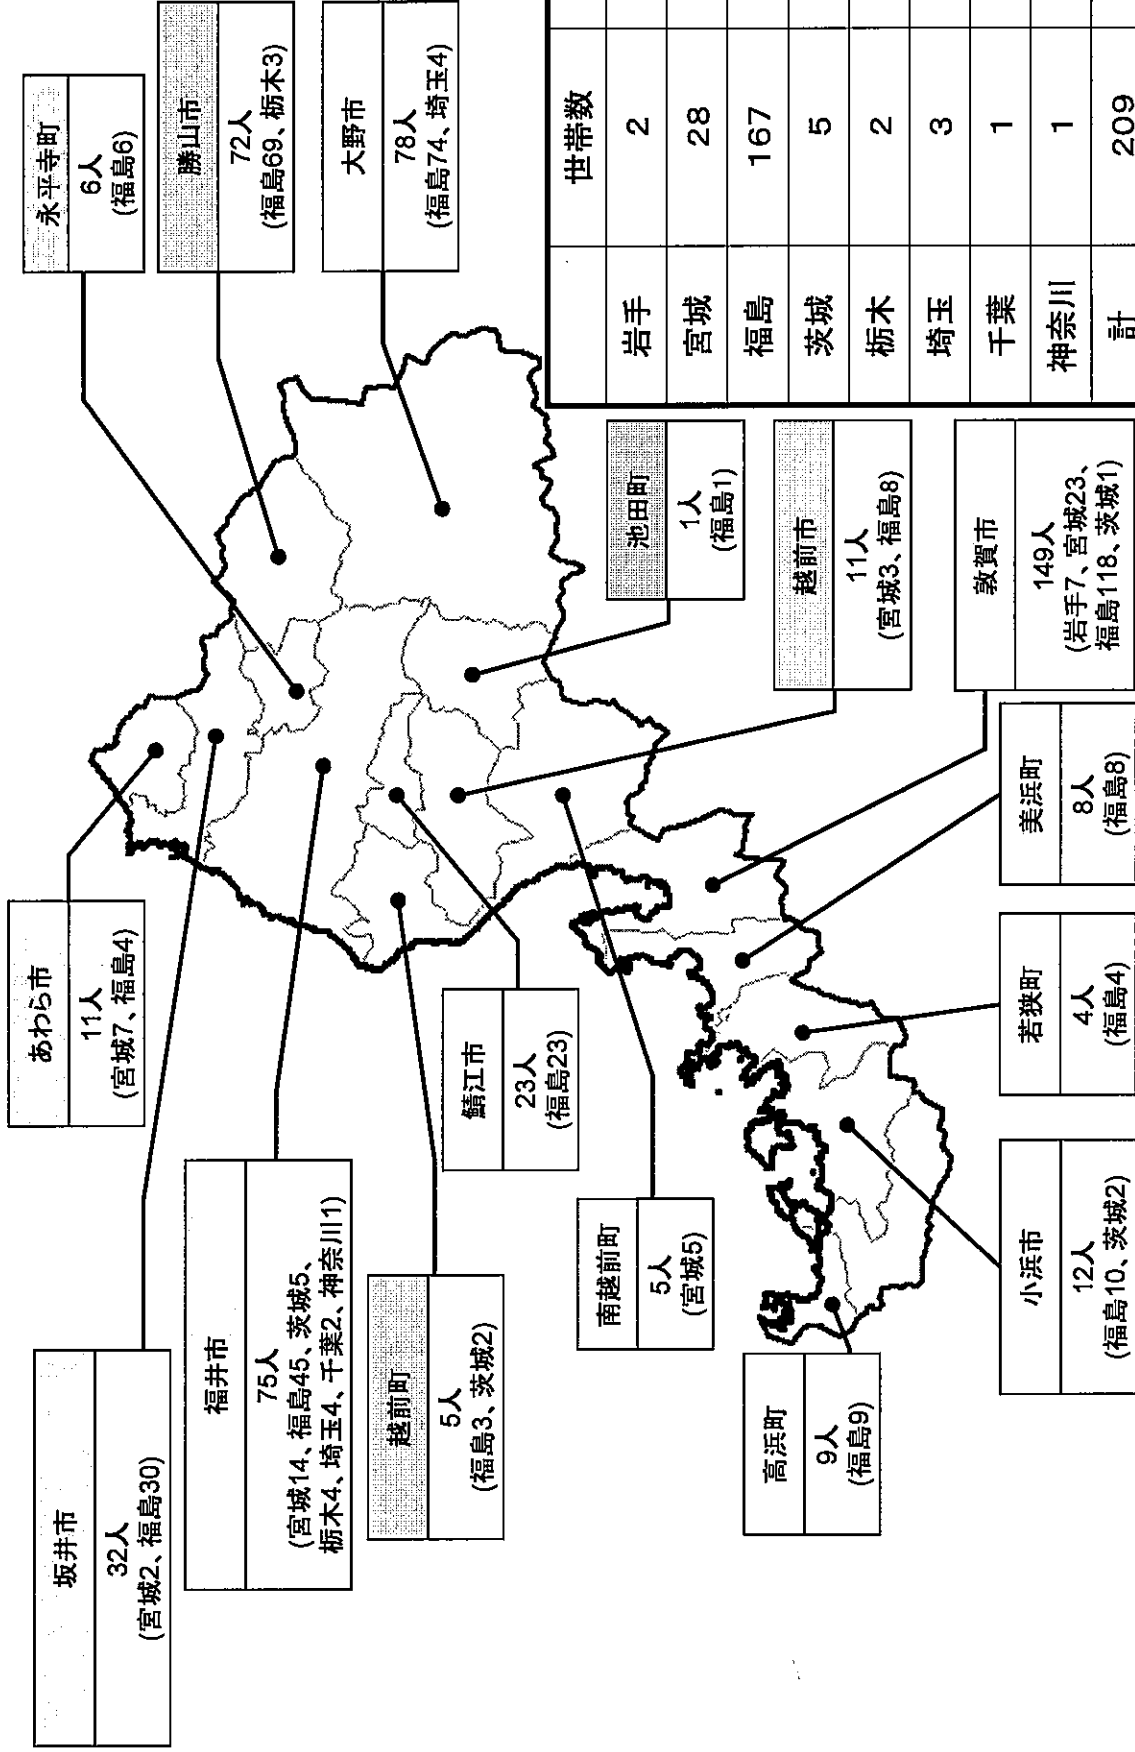 あわら市
11人
(宮城7、福島4)
坂井市
32人
(宮城2、福島30)
福井市
75人
(宮城14、福島45、茨城5、
栃木4、埼玉4、千葉2、神奈川1)
越前町
5人
(福島3、茨城2)
鯖江市
23人
(福島23)
南越前町
5人
(宮城5)
高浜町
9人
(福島9)
小浜市
12人
(福島10、茨城2)
若狭町
4人
(福島4)
美浜町
8人
(福島8)
敦賀市
149人
(岩手7、宮城23、
福島118、茨城1)
越前市
11人
(宮城3、福島8)
池田町
1人
(福島1)
永平寺町
6人
(福島6)
勝山市
72人
(福島69、栃木3)
大野市
78人
(福島74、埼玉4)
世帯数
岩手 2
宮城 28
福島 167
茨城 5
栃木 2
埼玉 3
千葉 1
神奈川 1
計 209